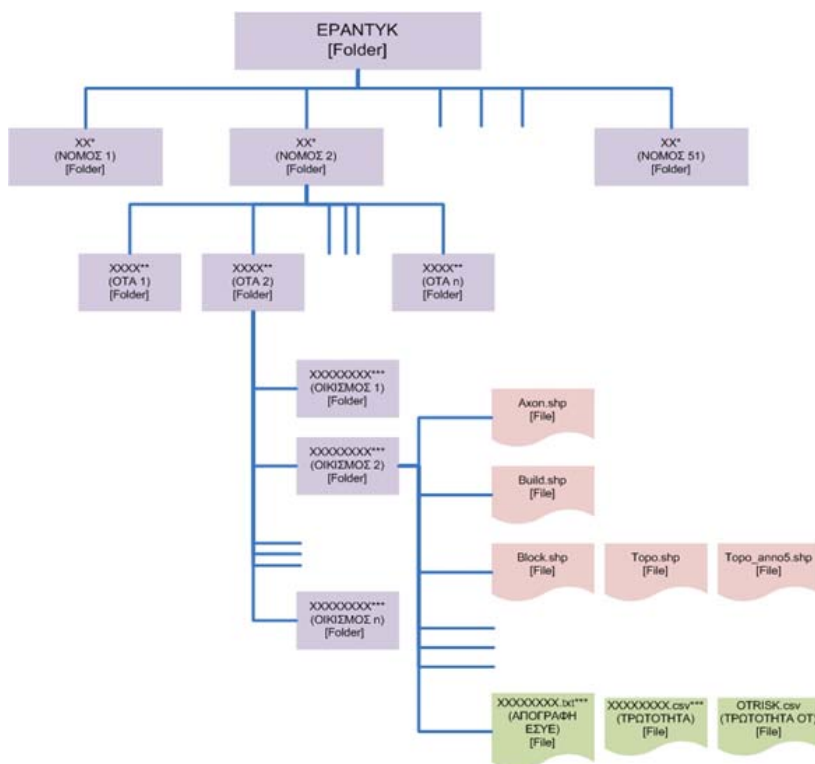 ΕΡΑΝΤΥΚ
[Folder]
XX*
(ΝΟΜΟΣ 1)
[Folder]
XX*
(ΝΟΜΟΣ 2)
[Folder]
XX*
(ΝΟΜΟΣ 51)
[Folder]
XXXX**
(ΟΤΑ 1)
[Folder]
XXXX**
(ΟΤΑ 2)
[Folder]
XXXX**
(ΟΤΑ n)
[Folder]
XXXXXXXX***
(ΟΙΚΙΣΜΟΣ 1)
[Folder]
Axon.shp
[File]
XXXXXXXX***
(ΟΙΚΙΣΜΟΣ 2)
[Folder]
Build.shp
[File]
Block.shp
[File]
Topo.shp
[File]
Topo_anno5.shp
[File]
XXXXXXXX***
(ΟΙΚΙΣΜΟΣ n)
[Folder]
XXXXXXXX.txt***
(ΑΠΟΓΡΑΦΗ
ΕΣΥΕ)
[File]
XXXXXXXX.csv***
(ΤΡΩΤΟΤΗΤΑ)
[File]
OTRISK.csv
(ΤΡΩΤΟΤΗΤΑ ΟΤ)
[File]